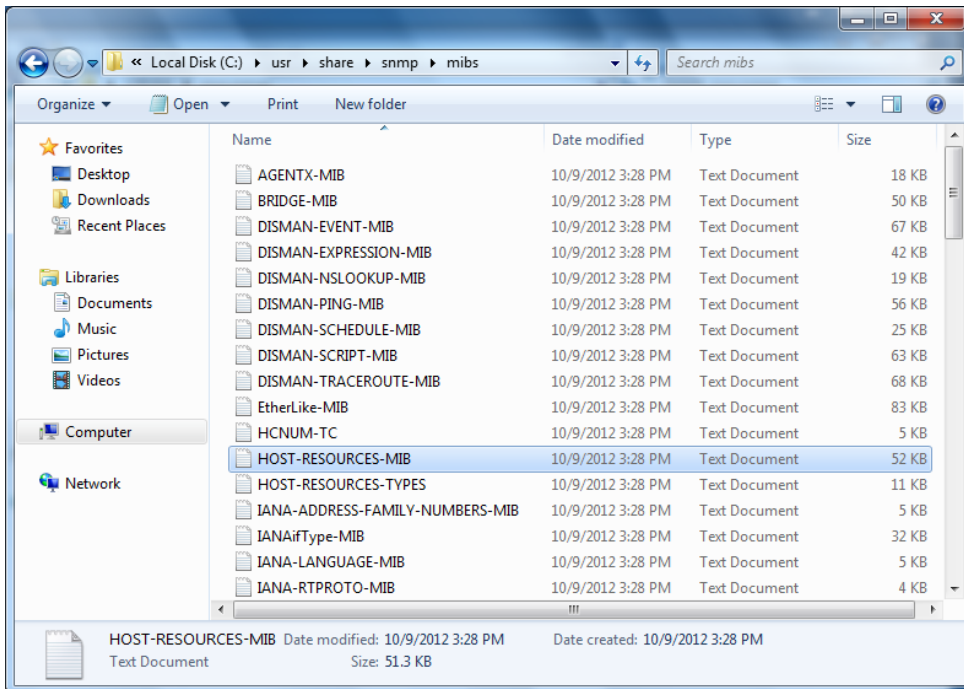 « Local Disk (C:) ▸ usr ▸ share ▸ snmp ▸ mibs Search mibs
Organize Open Print New folder
Favorites
Desktop
Downloads
Recent Places
Libraries
Documents
Music
Pictures
Videos
Computer
Network
Name Date modified Type Size
AGENTX-MIB 10/9/2012 3:28 PM Text Document 18 KB
BRIDGE-MIB 10/9/2012 3:28 PM Text Document 50 KB
DISMAN-EVENT-MIB 10/9/2012 3:28 PM Text Document 67 KB
DISMAN-EXPRESSION-MIB 10/9/2012 3:28 PM Text Document 42 KB
DISMAN-NSLOOKUP-MIB 10/9/2012 3:28 PM Text Document 19 KB
DISMAN-PING-MIB 10/9/2012 3:28 PM Text Document 56 KB
DISMAN-SCHEDULE-MIB 10/9/2012 3:28 PM Text Document 25 KB
DISMAN-SCRIPT-MIB 10/9/2012 3:28 PM Text Document 63 KB
DISMAN-TRACEROUTE-MIB 10/9/2012 3:28 PM Text Document 68 KB
EtherLike-MIB 10/9/2012 3:28 PM Text Document 83 KB
HCNUM-TC 10/9/2012 3:28 PM Text Document 5 KB
HOST-RESOURCES-MIB 10/9/2012 3:28 PM Text Document 52 KB
HOST-RESOURCES-TYPES 10/9/2012 3:28 PM Text Document 11 KB
IANA-ADDRESS-FAMILY-NUMBERS-MIB 10/9/2012 3:28 PM Text Document 5 KB
IANAifType-MIB 10/9/2012 3:28 PM Text Document 32 KB
IANA-LANGUAGE-MIB 10/9/2012 3:28 PM Text Document 5 KB
IANA-RTPROTO-MIB 10/9/2012 3:28 PM Text Document 4 KB
HOST-RESOURCES-MIB Date modified: 10/9/2012 3:28 PM Date created: 10/9/2012 3:28 PM
Text Document Size: 51.3 KB